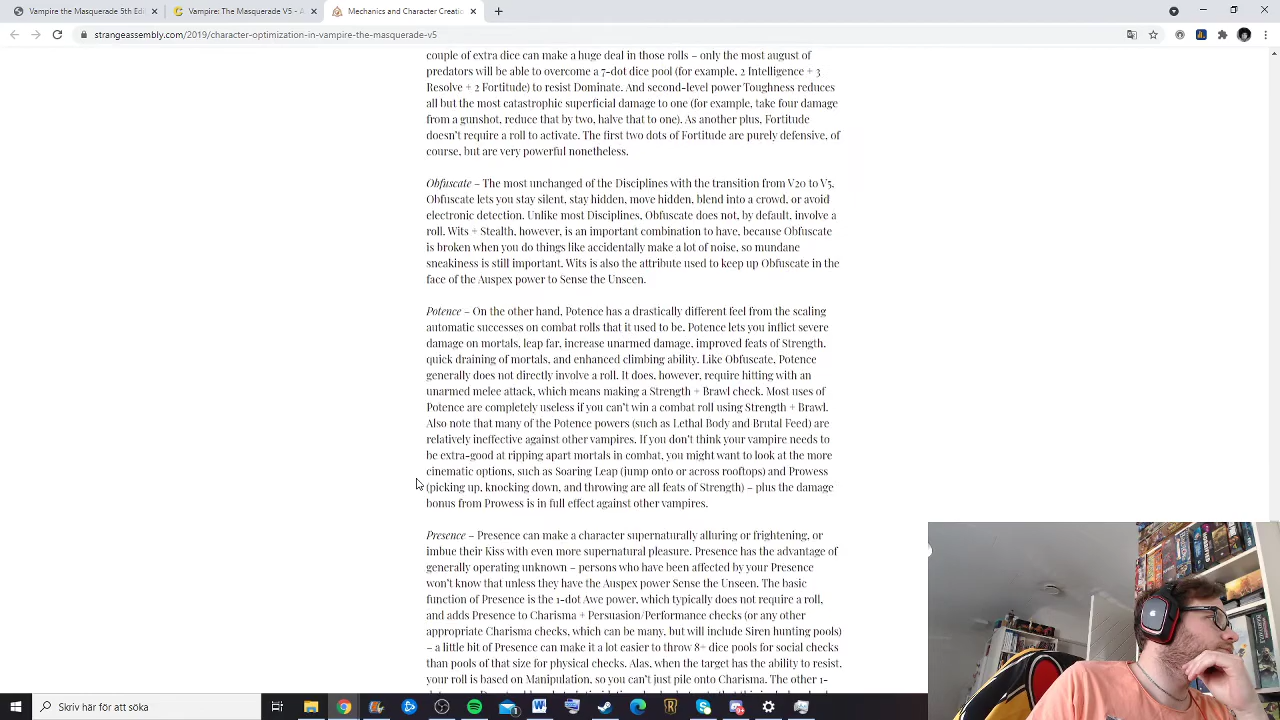 Vampire the Masquerade 5th Edi
Vampire: The Masquerade V5 - A
Mechanics and Character Creatio
strangeassembly.com/2019/character-optimization-in-vampire-the-masquerade-v5
couple of extra dice can make a huge deal in those rolls – only the most august of
predators will be able to overcome a 7-dot dice pool (for example, 2 Intelligence + 3
Resolve + 2 Fortitude) to resist Dominate. And second-level power Toughness reduces
all but the most catastrophic superficial damage to one (for example, take four damage
from a gunshot, reduce that by two, halve that to one). As another plus, Fortitude
doesn't require a roll to activate. The first two dots of Fortitude are purely defensive, of
course, but are very powerful nonetheless.
Obfuscate – The most unchanged of the Disciplines with the transition from V20 to V5.
Obfuscate lets you stay silent, stay hidden, move hidden, blend into a crowd, or avoid
electronic detection. Unlike most Disciplines, Obfuscate does not, by default, involve a
roll. Wits + Stealth, however, is an important combination to have, because Obfuscate
is broken when you do things like accidentally make a lot of noise, so mundane
sneakiness is still important. Wits is also the attribute used to keep up Obfuscate in the
face of the Auspex power to Sense the Unseen.
Potence – On the other hand, Potence has a drastically different feel from the scaling
automatic successes on combat rolls that it used to be. Potence lets you inflict severe
damage on mortals, leap far, increase unarmed damage, improved feats of Strength,
quick draining of mortals, and enhanced climbing ability. Like Obfuscate, Potence
generally does not directly involve a roll. It does, however, require hitting with an
unarmed melee attack, which means making a Strength + Brawl check. Most uses of
Potence are completely useless if you can't win a combat roll using Strength + Brawl.
Also note that many of the Potence powers (such as Lethal Body and Brutal Feed) are
relatively ineffective against other vampires. If you don't think your vampire needs to
be extra-good at ripping apart mortals in combat, you might want to look at the more
cinematic options, such as Soaring Leap (jump onto or across rooftops) and Prowess
(picking up, knocking down, and throwing are all feats of Strength) – plus the damage
bonus from Prowess is in full effect against other vampires.
Presence – Presence can make a character supernaturally alluring or frightening, or
imbue their Kiss with even more supernatural pleasure. Presence has the advantage of
generally operating unknown – persons who have been affected by your Presence
won't know that unless they have the Auspex power Sense the Unseen. The basic
function of Presence is the 1-dot Awe power, which typically does not require a roll,
and adds Presence to Charisma + Persuasion/Performance checks (or any other
appropriate Charisma checks, which can be many, but will include Siren hunting pools)
– a little bit of Presence can make it a lot easier to throw 8+ dice pools for social checks
than pools of that size for physical checks. Alas, when the target has the ability to resist,
your roll is based on Manipulation, so you can't just pile onto Charisma. The other 1-
Skriv här för att söka